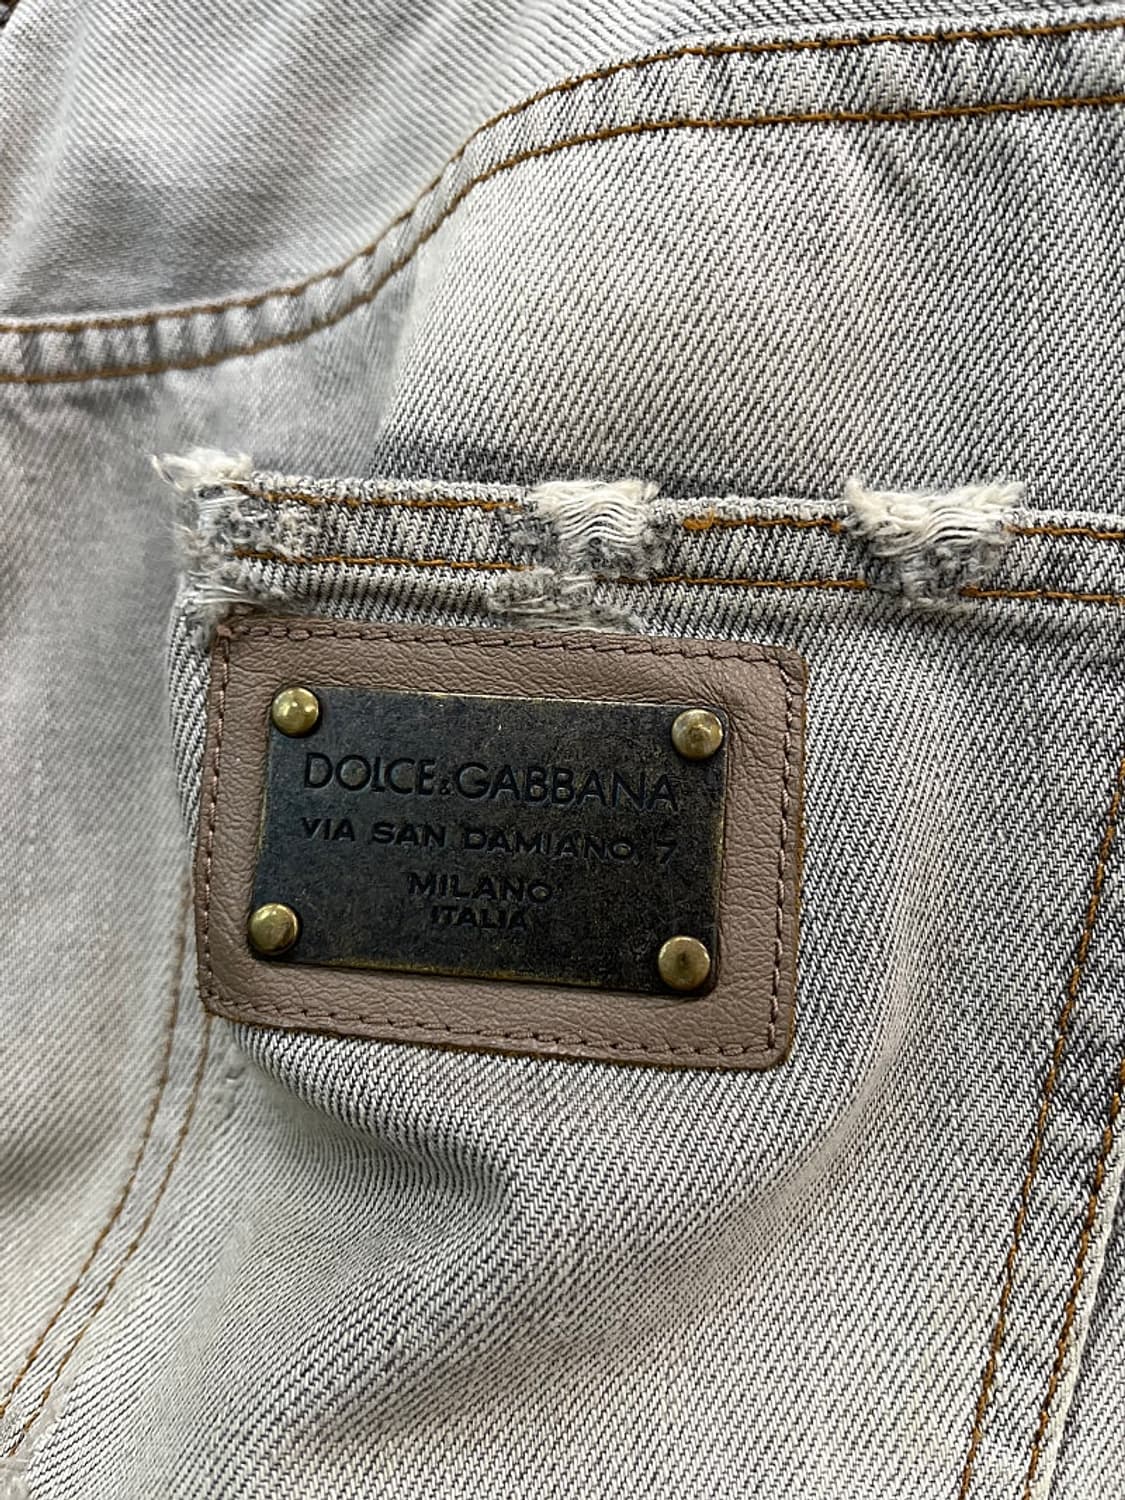 DOLCE&GABBANA
VIA SAN DAMIANO, 7
MILANO
ITALIA